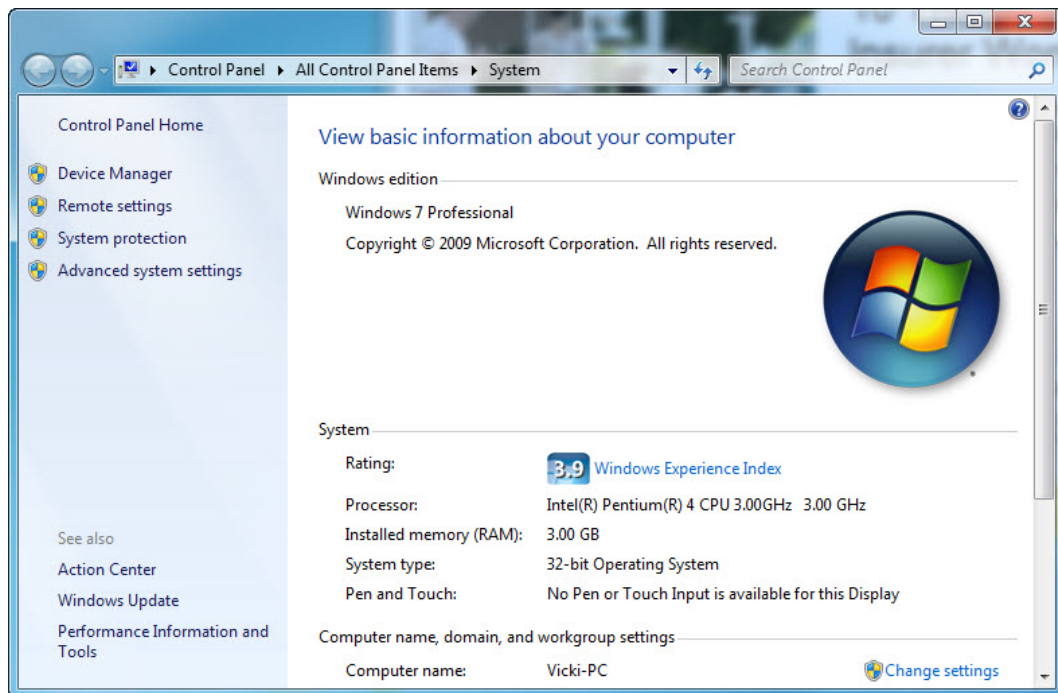 Control Panel All Control Panel Items System
Search Control Panel
Control Panel Home
Device Manager
Remote settings
System protection
Advanced system settings
See also
Action Center
Windows Update
Performance Information and
Tools
View basic information about your computer
Windows edition
Windows 7 Professional
Copyright © 2009 Microsoft Corporation. All rights reserved.
System
Rating: 3.9 Windows Experience Index
Processor: Intel(R) Pentium(R) 4 CPU 3.00GHz 3.00 GHz
Installed memory (RAM): 3.00 GB
System type: 32-bit Operating System
Pen and Touch: No Pen or Touch Input is available for this Display
Computer name, domain, and workgroup settings
Computer name: Vicki-PC Change settings